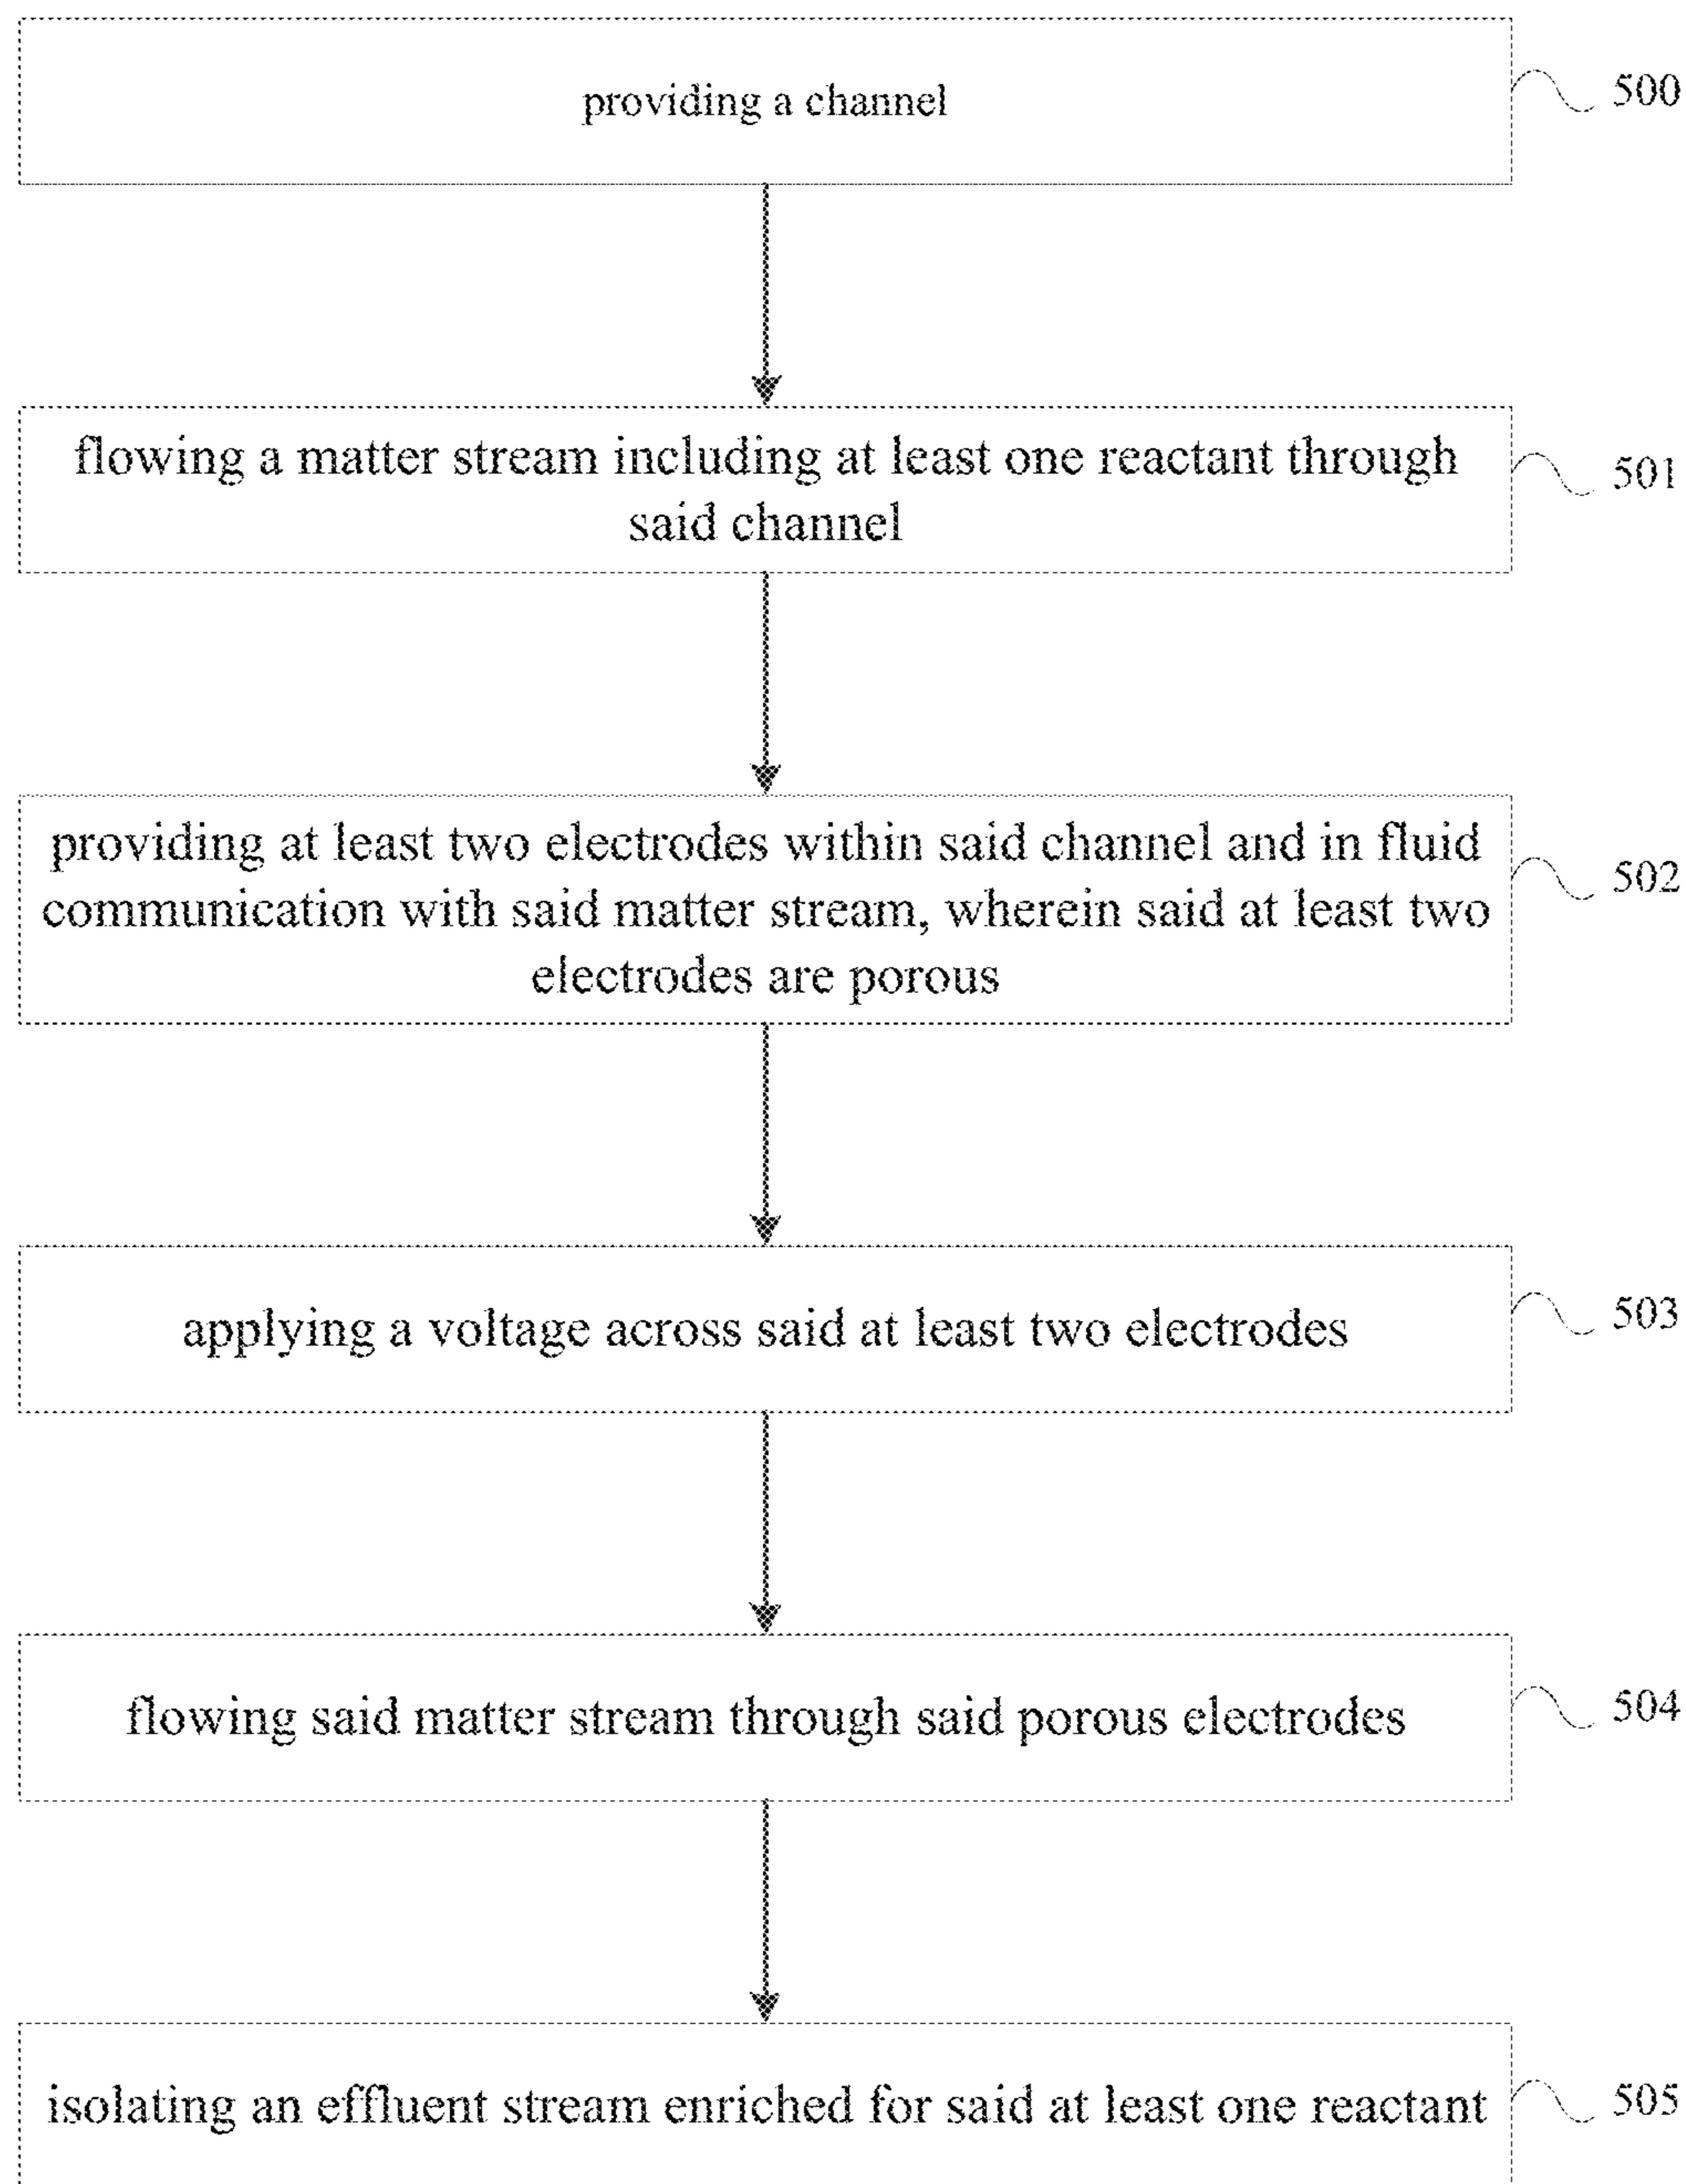 providing a channel
500
flowing a matter stream including at least one reactant through
said channel
501
providing at least two electrodes within said channel and in fluid
communication with said matter stream, wherein said at least two
electrodes are porous
502
applying a voltage across said at least two electrodes
503
flowing said matter stream through said porous electrodes
504
isolating an effluent stream enriched for said at least one reactant
505